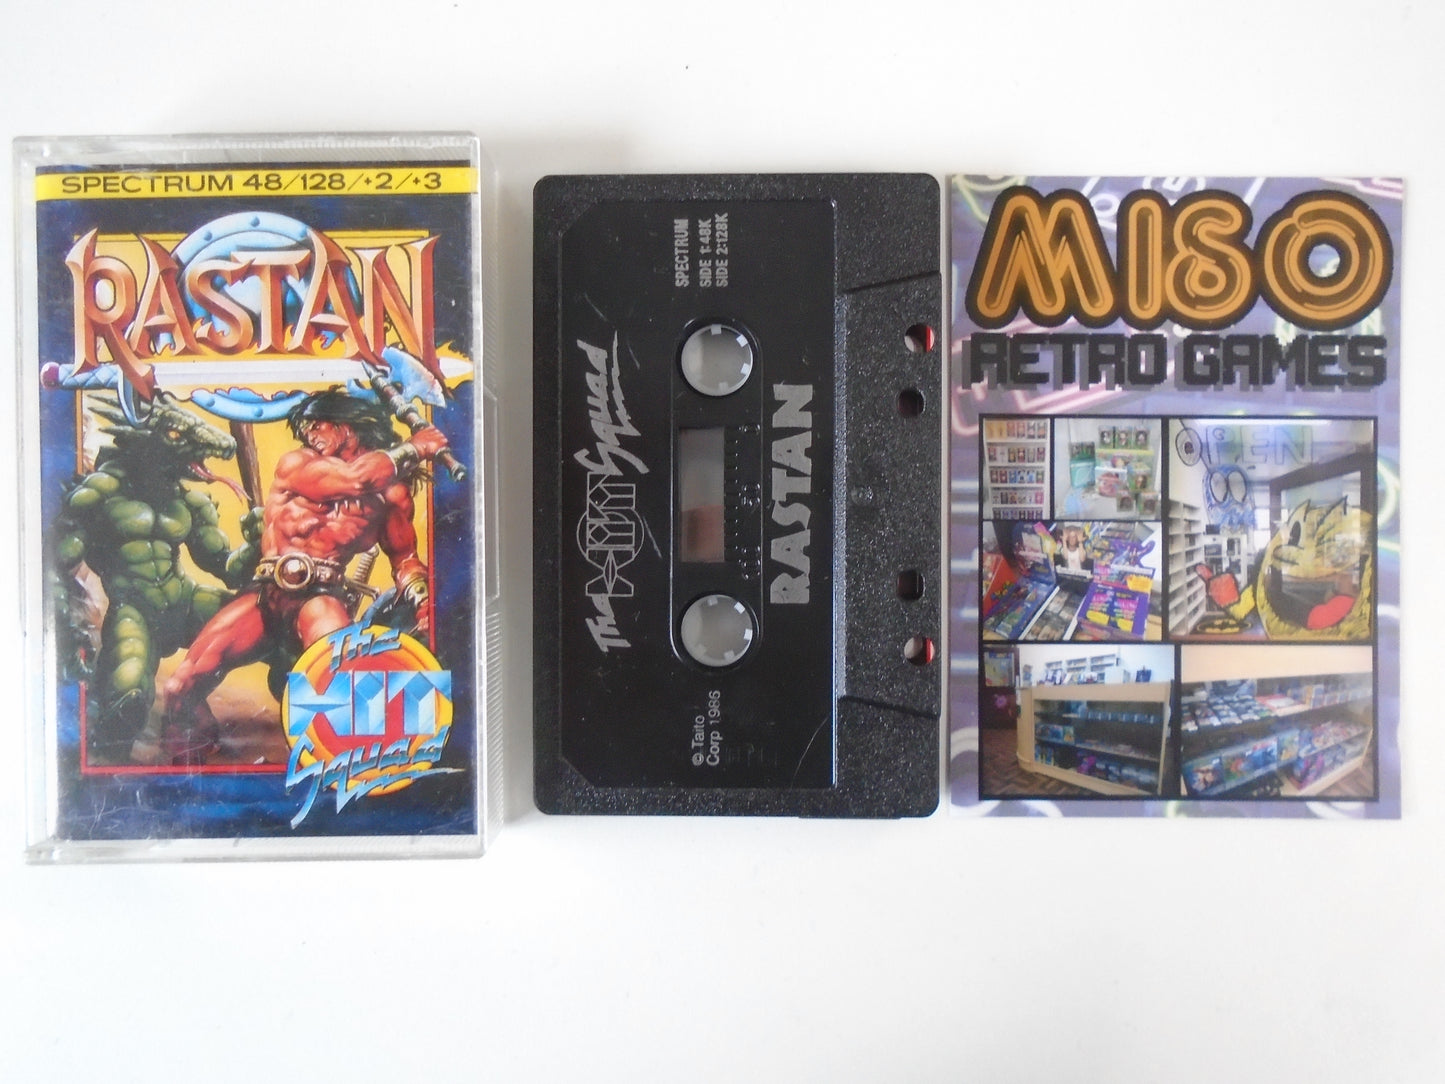 SPECTRUM 48/128/+2/+3
RASTAN
The
HIT
Squad
The HIT Squad
SPECTRUM
SIDE 1:48K
SIDE 2:128K
RASTAN
50
© Taito
Corp 1986
MISO
RETRO GAMES
OPEN